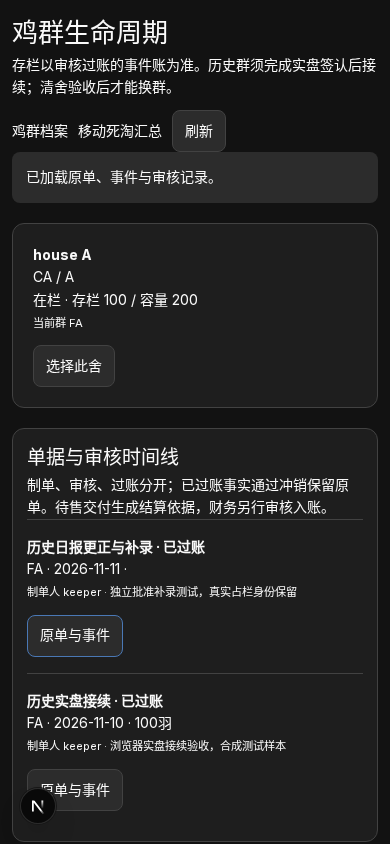 鸡群生命周期
存栏以审核过账的事件账为准。历史群须完成实盘签认后接
续；清舍验收后才能换群。
鸡群档案 移动死淘汇总 刷新
已加载原单、事件与审核记录。
house A
CA / A
在栏 · 存栏 100 / 容量 200
当前群 FA
选择此舍
单据与审核时间线
制单、审核、过账分开；已过账事实通过冲销保留原
单。待售交付生成结算依据，财务另行审核入账。
历史日报更正与补录 · 已过账
FA · 2026-11-11 ·
制单人 keeper · 独立批准补录测试，真实占栏身份保留
原单与事件
历史实盘接续 · 已过账
FA · 2026-11-10 · 100羽
制单人 keeper · 浏览器实盘接续验收，合成测试样本
原单与事件
N